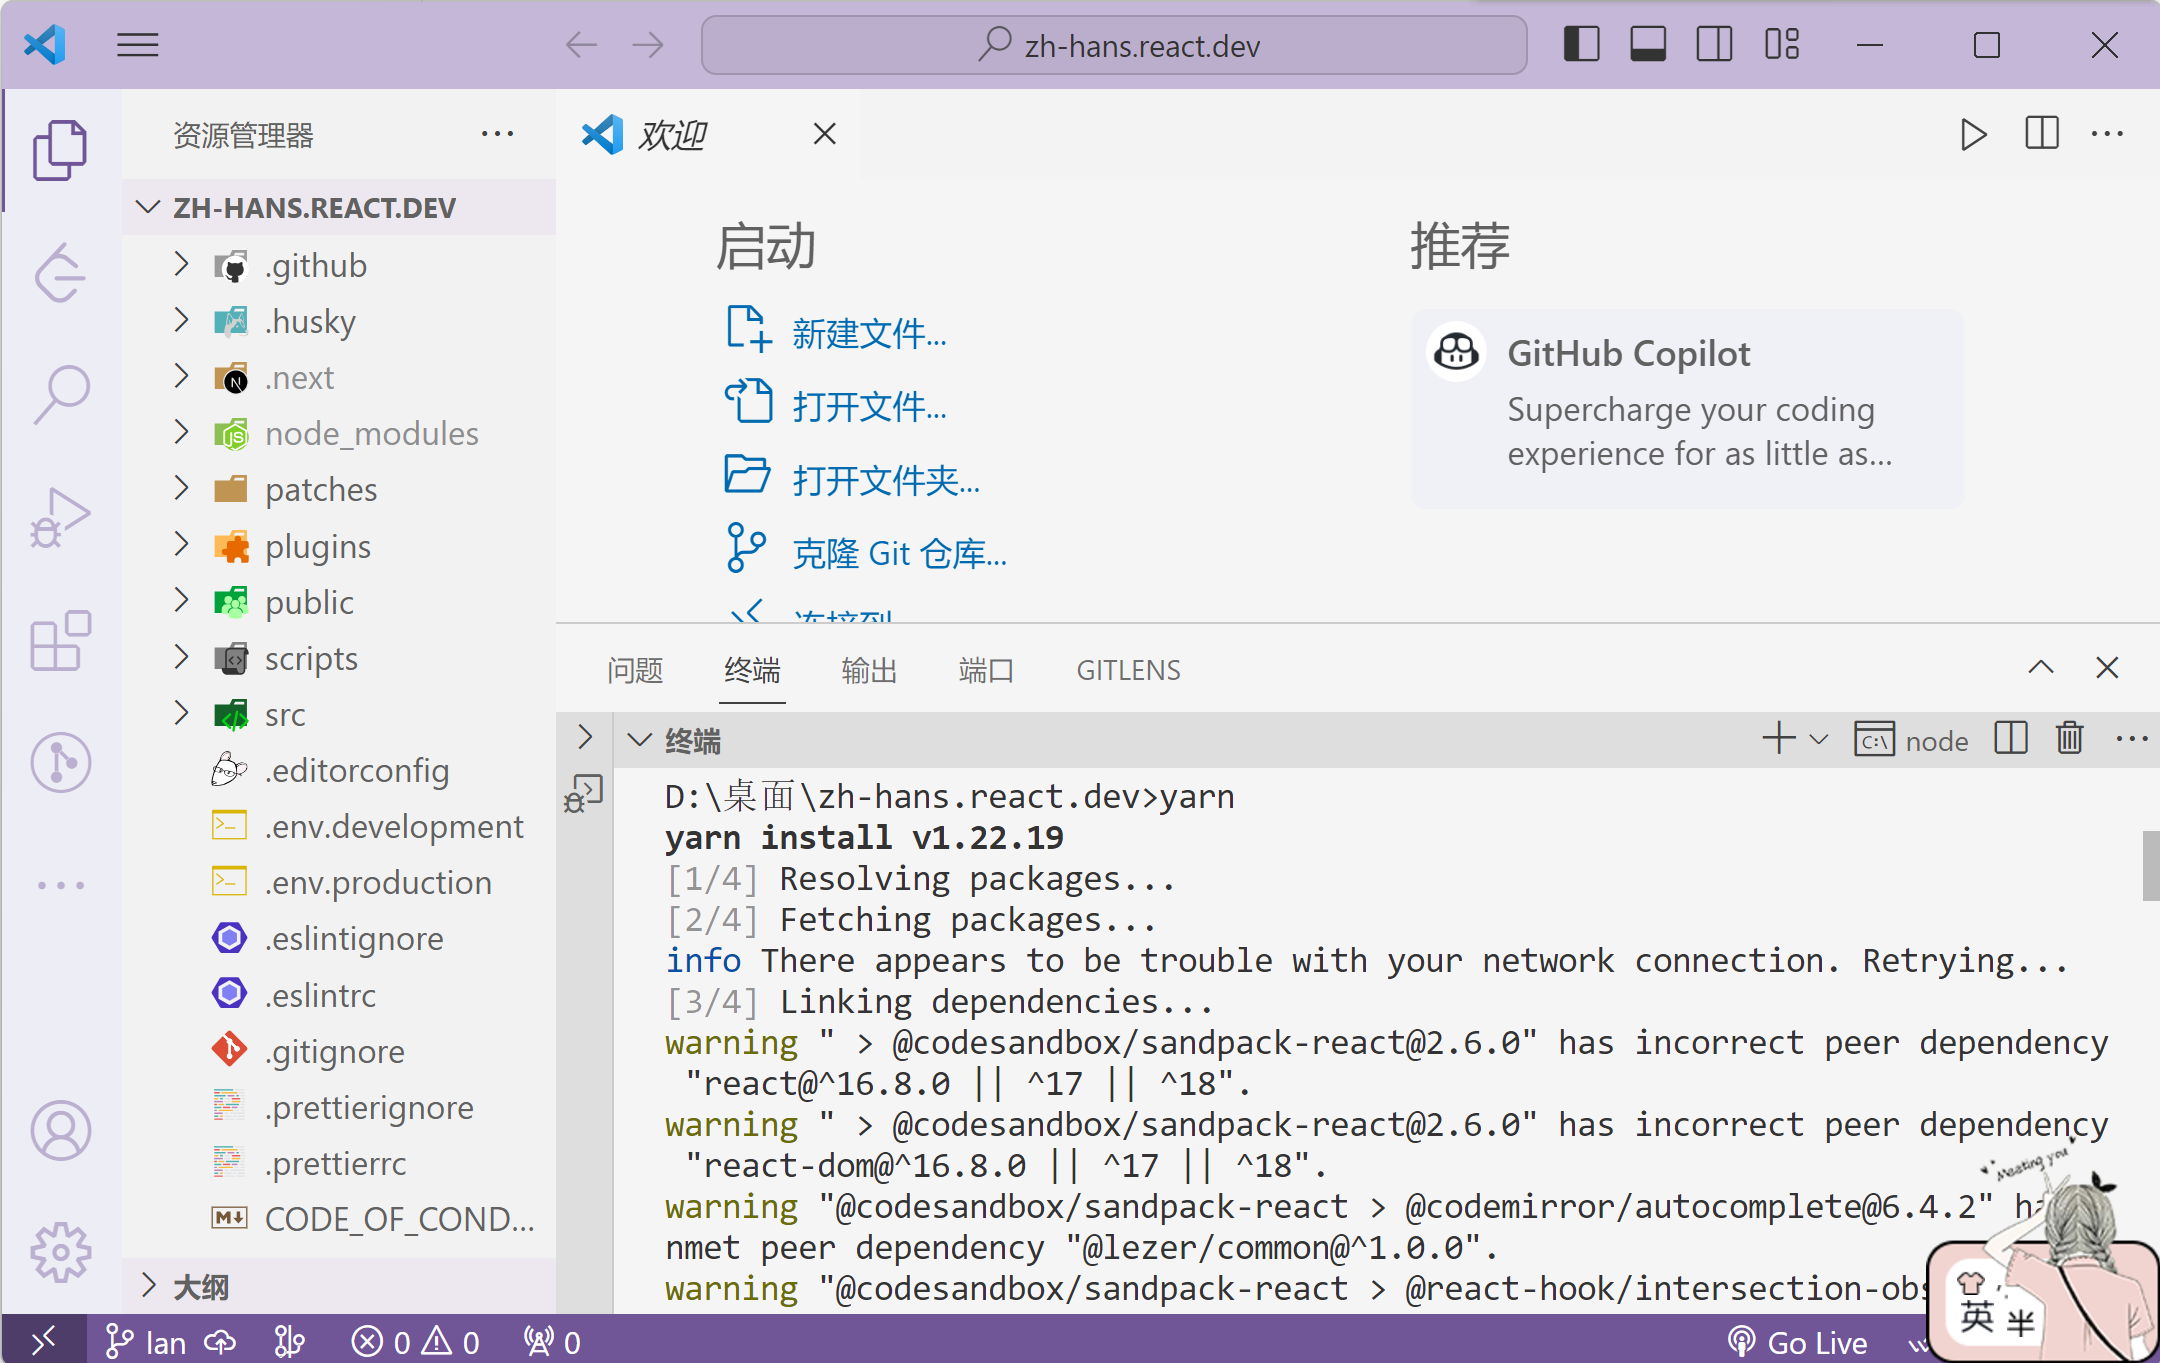 zh-hans.react.dev
资源管理器
ZH-HANS.REACT.DEV
.github
.husky
.next
node_modules
patches
plugins
public
scripts
src
.editorconfig
.env.development
.env.production
.eslintignore
.eslintrc
.gitignore
.prettierignore
.prettierrc
CODE_OF_COND...
大纲
欢迎
启动
新建文件...
打开文件...
打开文件夹...
克隆 Git 仓库...
连接到
推荐
GitHub Copilot
Supercharge your coding
experience for as little as...
问题 终端 输出 端口 GITLENS
终端
node
D:\桌面\zh-hans.react.dev>yarn
yarn install v1.22.19
[1/4] Resolving packages...
[2/4] Fetching packages...
info There appears to be trouble with your network connection. Retrying...
[3/4] Linking dependencies...
warning " > @codesandbox/sandpack-react@2.6.0" has incorrect peer dependency
"react@^16.8.0 || ^17 || ^18".
warning " > @codesandbox/sandpack-react@2.6.0" has incorrect peer dependency
"react-dom@^16.8.0 || ^17 || ^18".
warning "@codesandbox/sandpack-react > @codemirror/autocomplete@6.4.2" ha
nmet peer dependency "@lezer/common@^1.0.0".
warning "@codesandbox/sandpack-react > @react-hook/intersection-obs
Meeting you
英 半
lan 0 0 0 Go Live